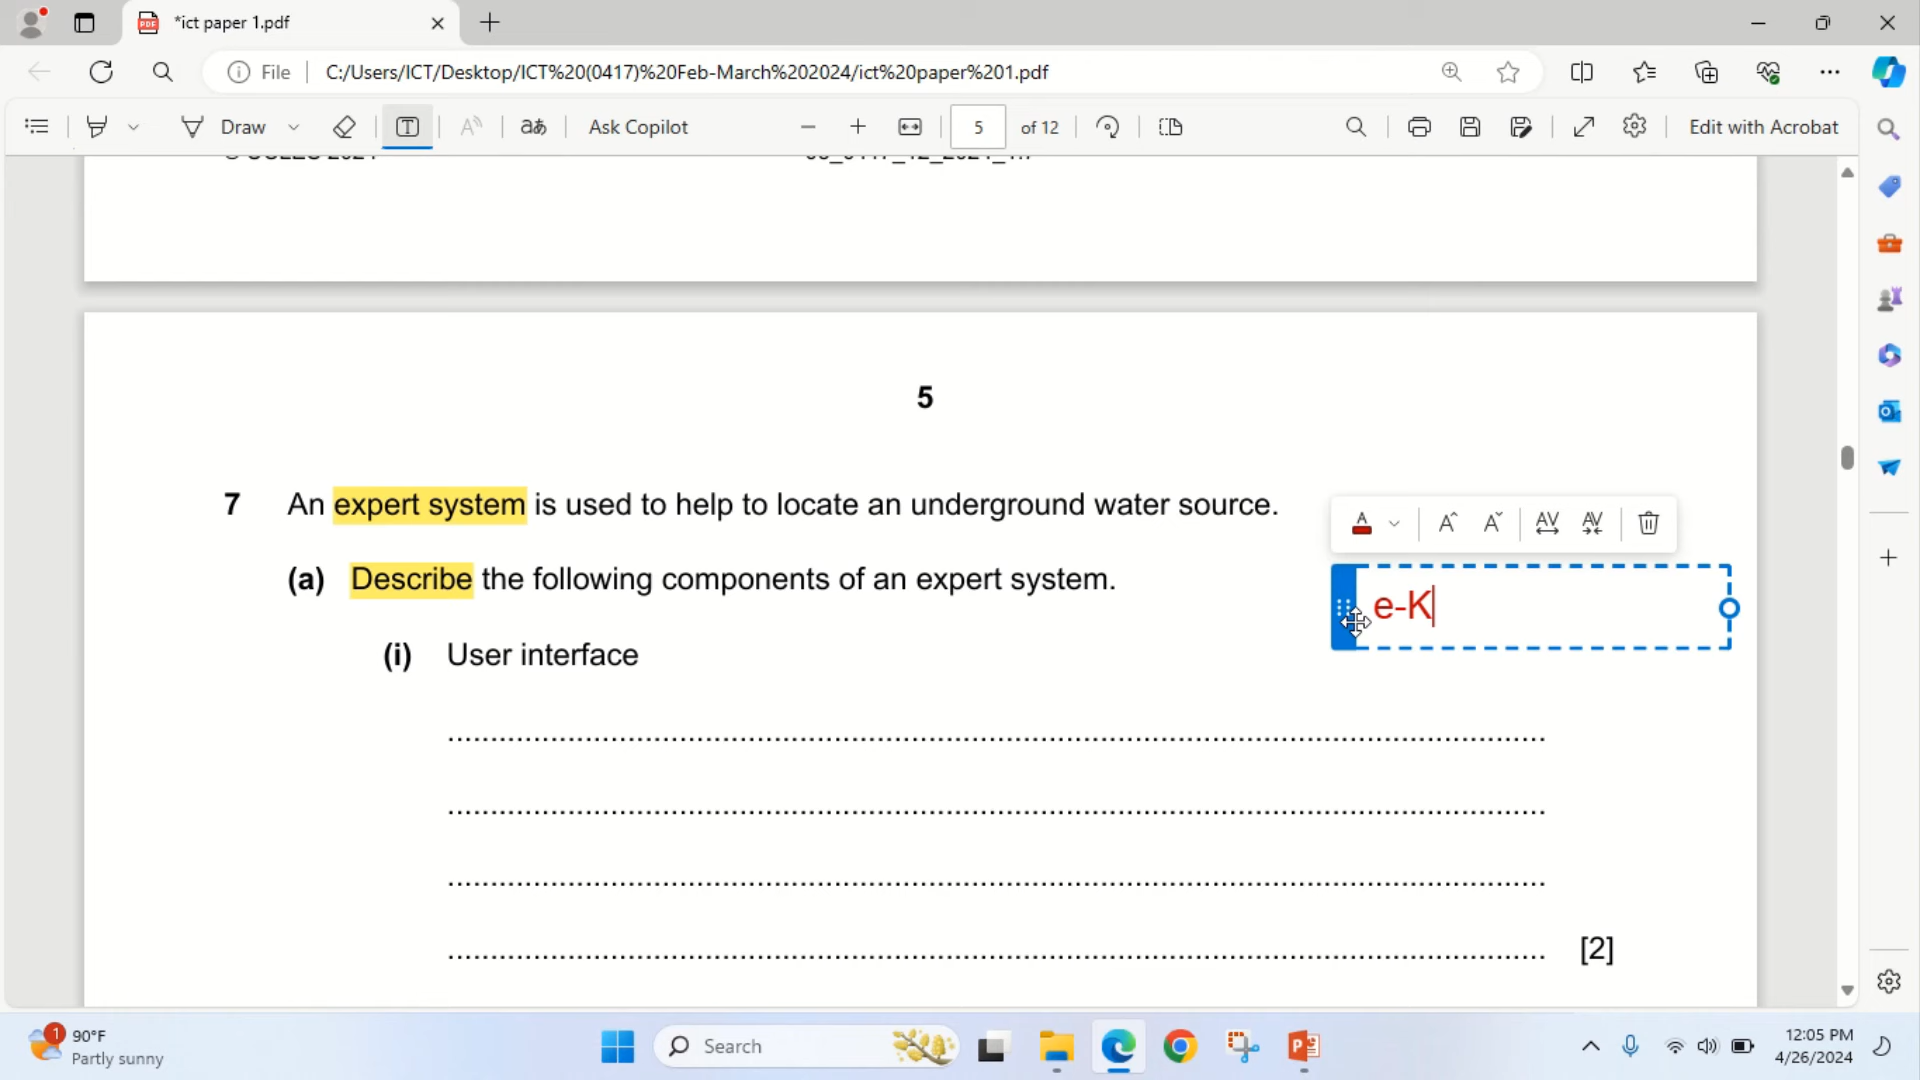 *ict paper 1.pdf
File
C:/Users/ICT/Desktop/ICT%20(0417)%20Feb-March%202024/ict%20paper%201.pdf
Draw
Ask Copilot
5 of 12
Edit with Acrobat
5
7 An expert system is used to help to locate an underground water source.
(a) Describe the following components of an expert system.
e-K
(i) User interface
[2]
1
90°F
Partly sunny
Search
12:05 PM
4/26/2024